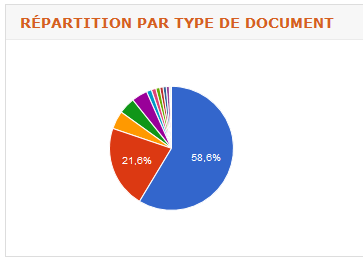 RÉPARTITION PAR TYPE DE DOCUMENT
58,6%
21,6%